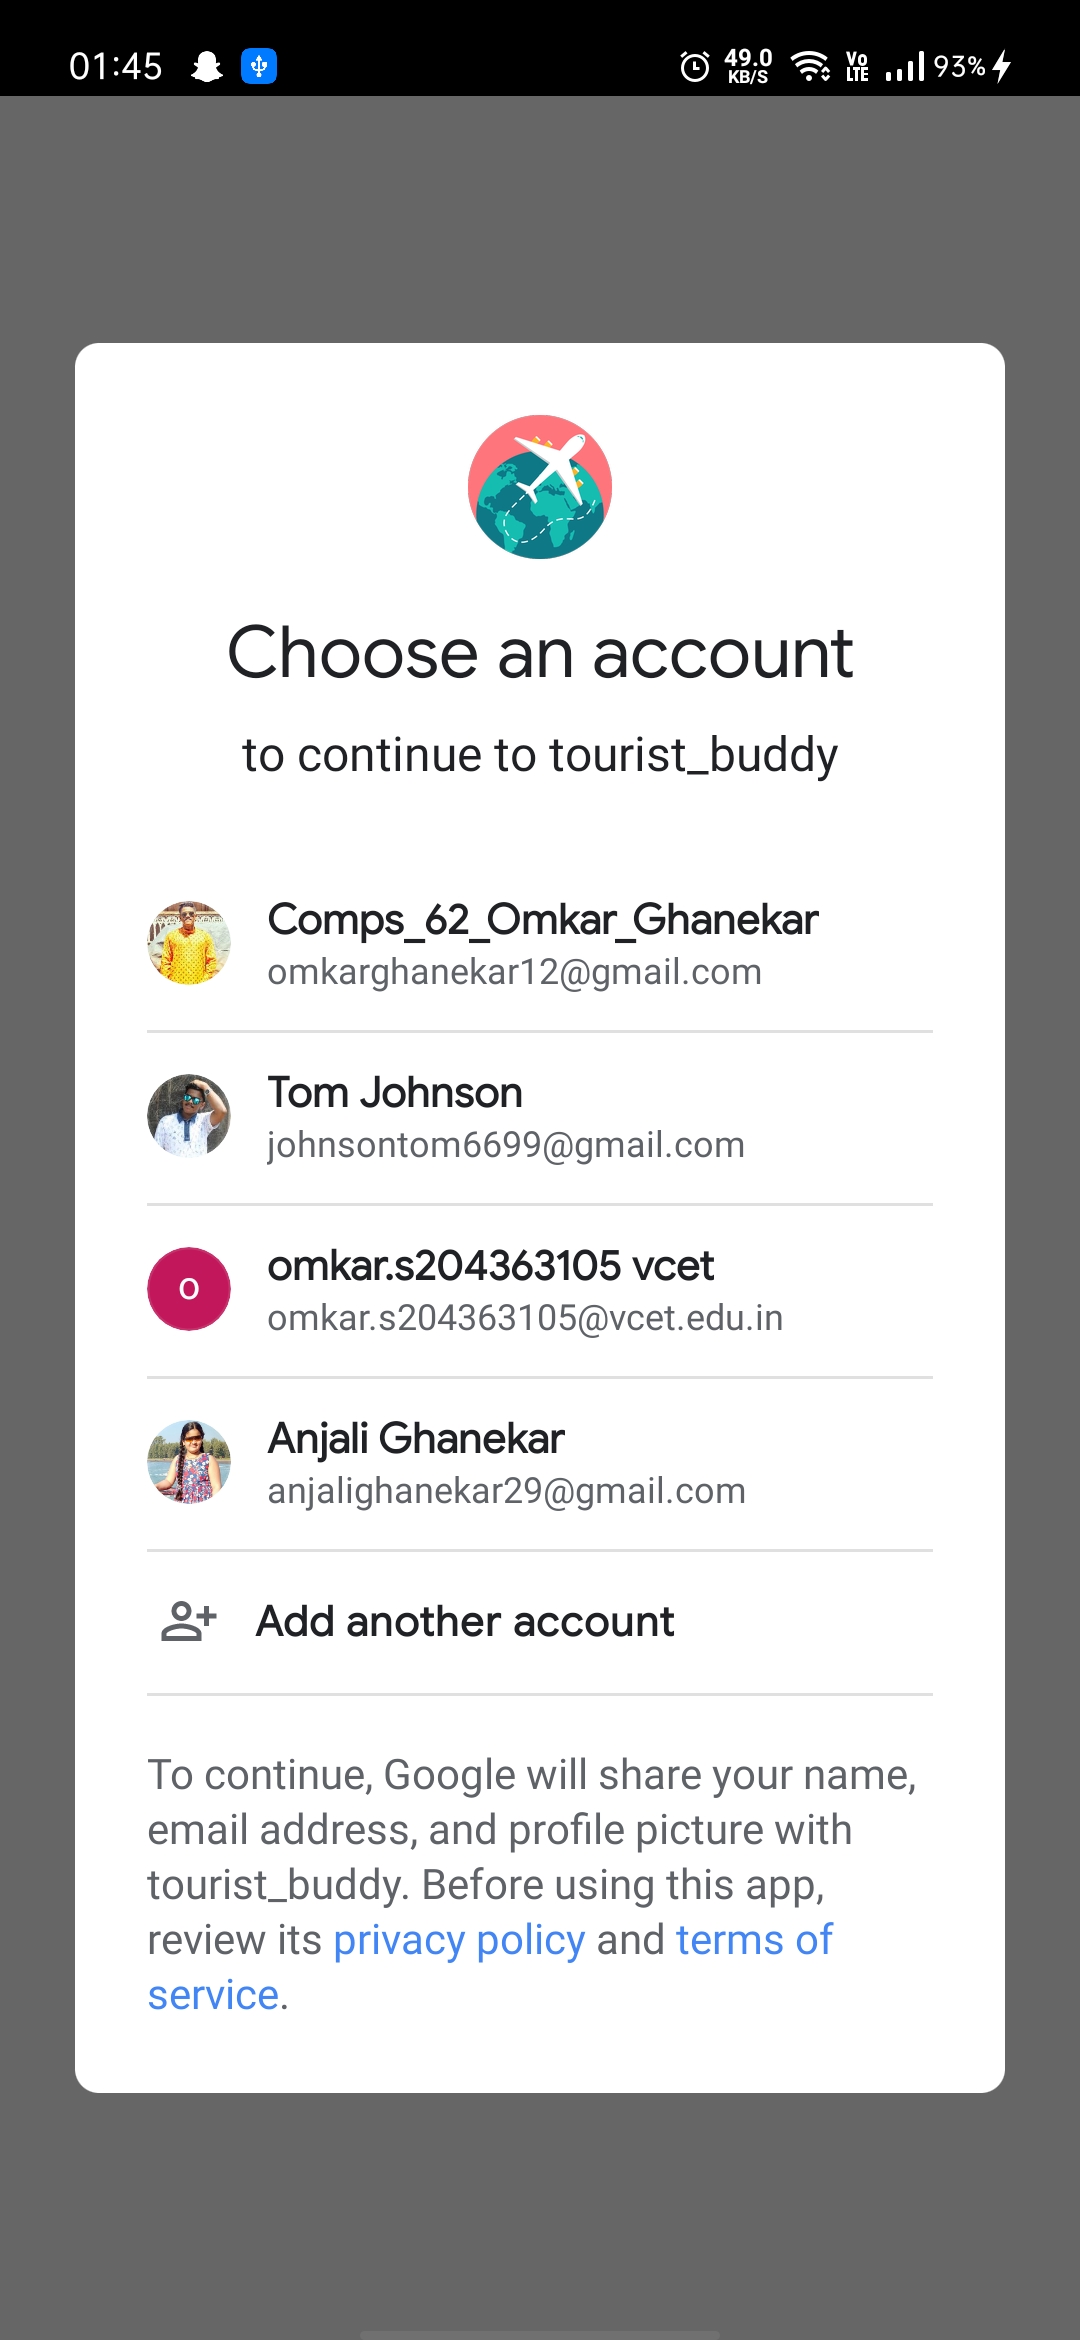 01:45 49.0 KB/S Vo LTE 93%
Choose an account
to continue to tourist_buddy
Comps_62_Omkar_Ghanekar
omkarghanekar12@gmail.com
Tom Johnson
johnsontom6699@gmail.com
O
omkar.s204363105 vcet
omkar.s204363105@vcet.edu.in
Anjali Ghanekar
anjalighanekar29@gmail.com
Add another account
To continue, Google will share your name,
email address, and profile picture with
tourist_buddy. Before using this app,
review its privacy policy and terms of
service.